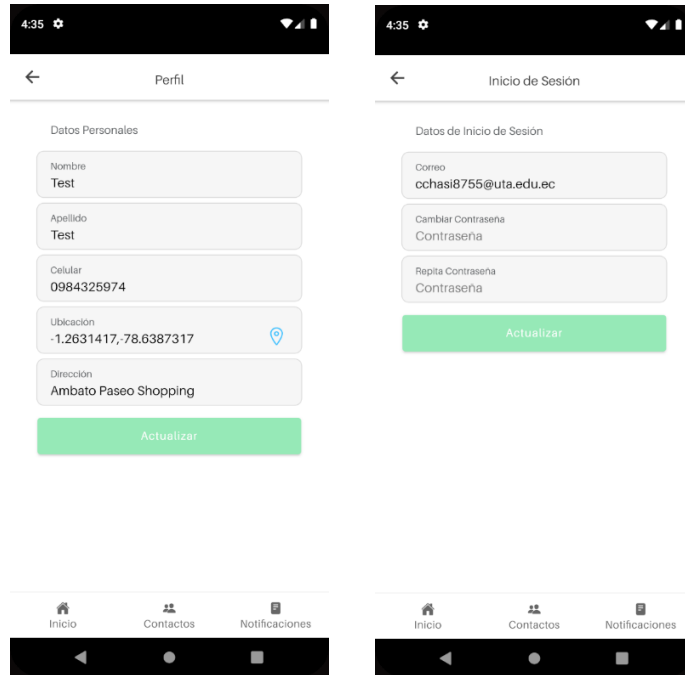 4:35
Perfil
Datos Personales
Nombre
Test
Apellido
Test
Celular
0984325974
Ubicación
-1.2631417,-78.6387317
Dirección
Ambato Paseo Shopping
Actualizar
Inicio
Contactos
Notificaciones
4:35
Inicio de Sesión
Datos de Inicio de Sesión
Correo
cchasi8755@uta.edu.ec
Cambiar Contraseña
Contraseña
Repita Contraseña
Contraseña
Actualizar
Inicio
Contactos
Notificaciones